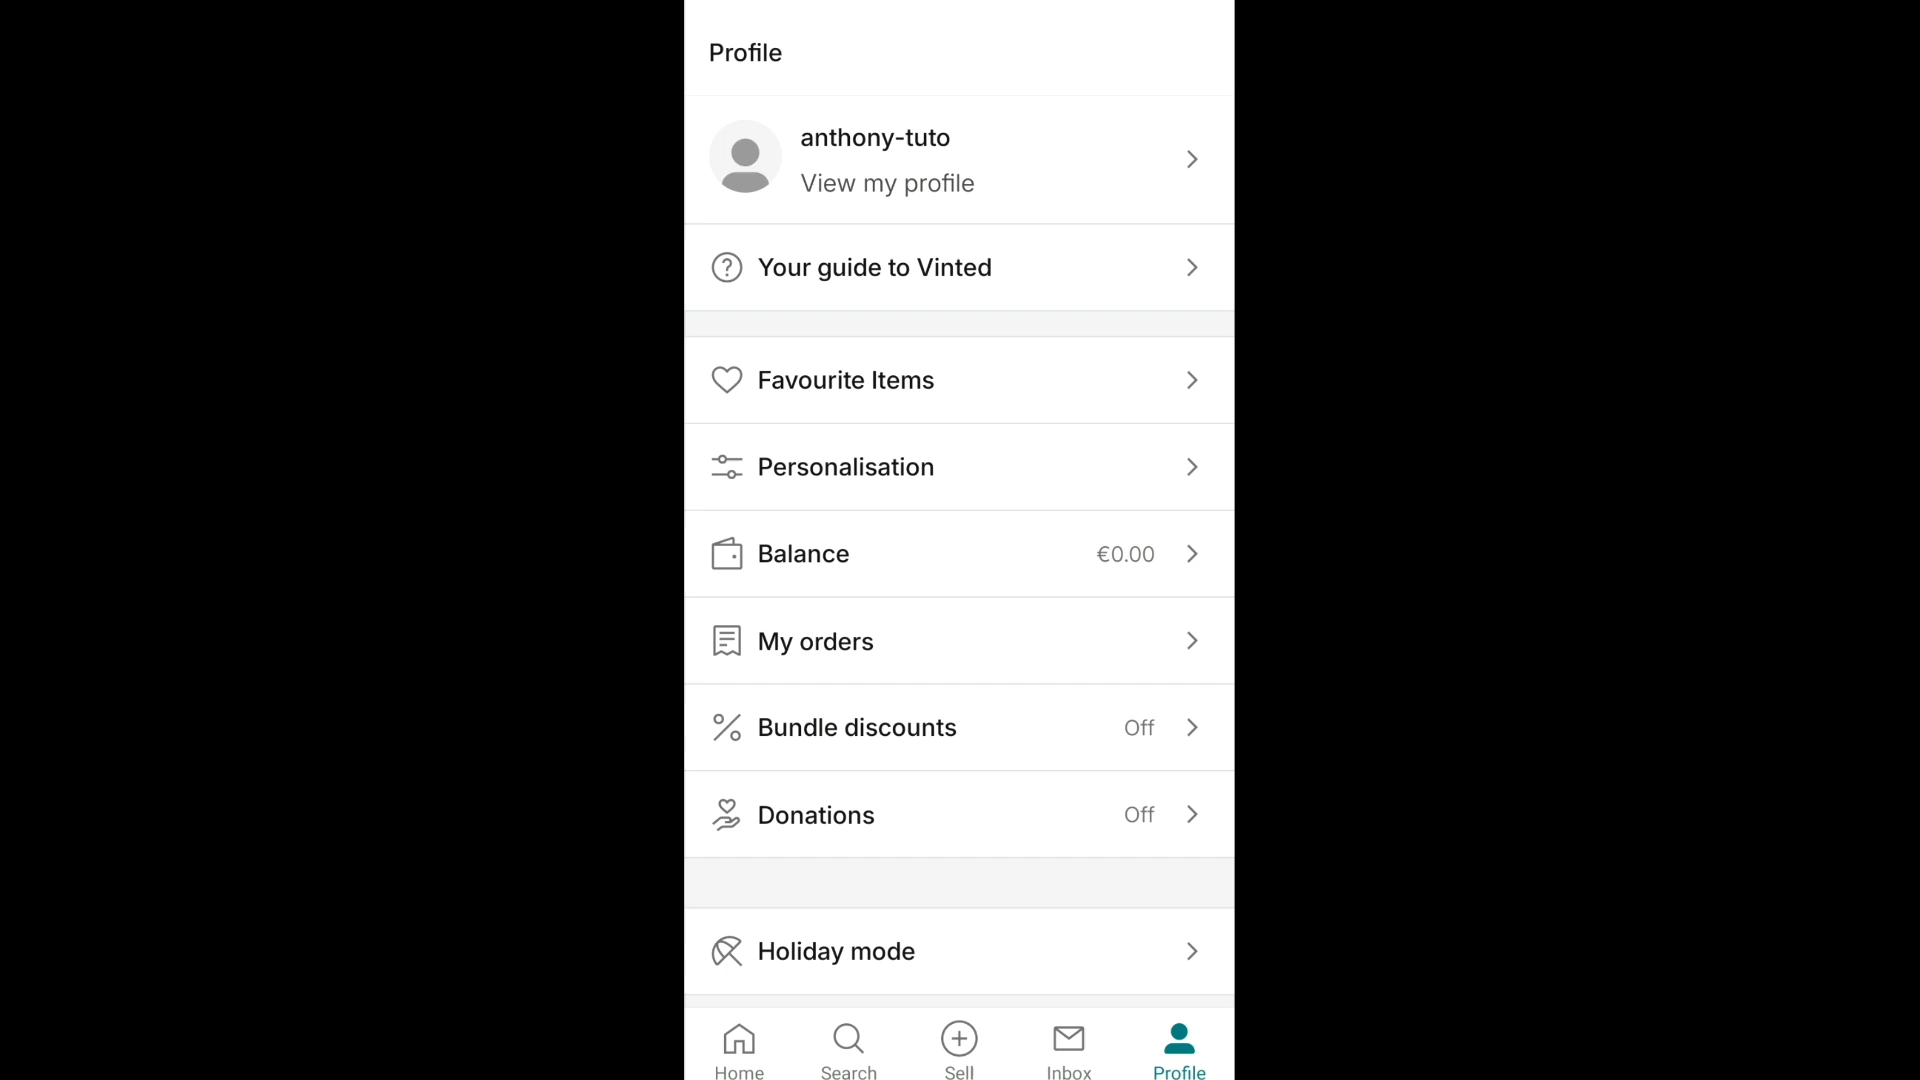 Profile
anthony-tuto
View my profile
Your guide to Vinted
Favourite Items
Personalisation
Balance €0.00
My orders
Bundle discounts Off
Donations Off
Holiday mode
Home Search Sell Inbox Profile